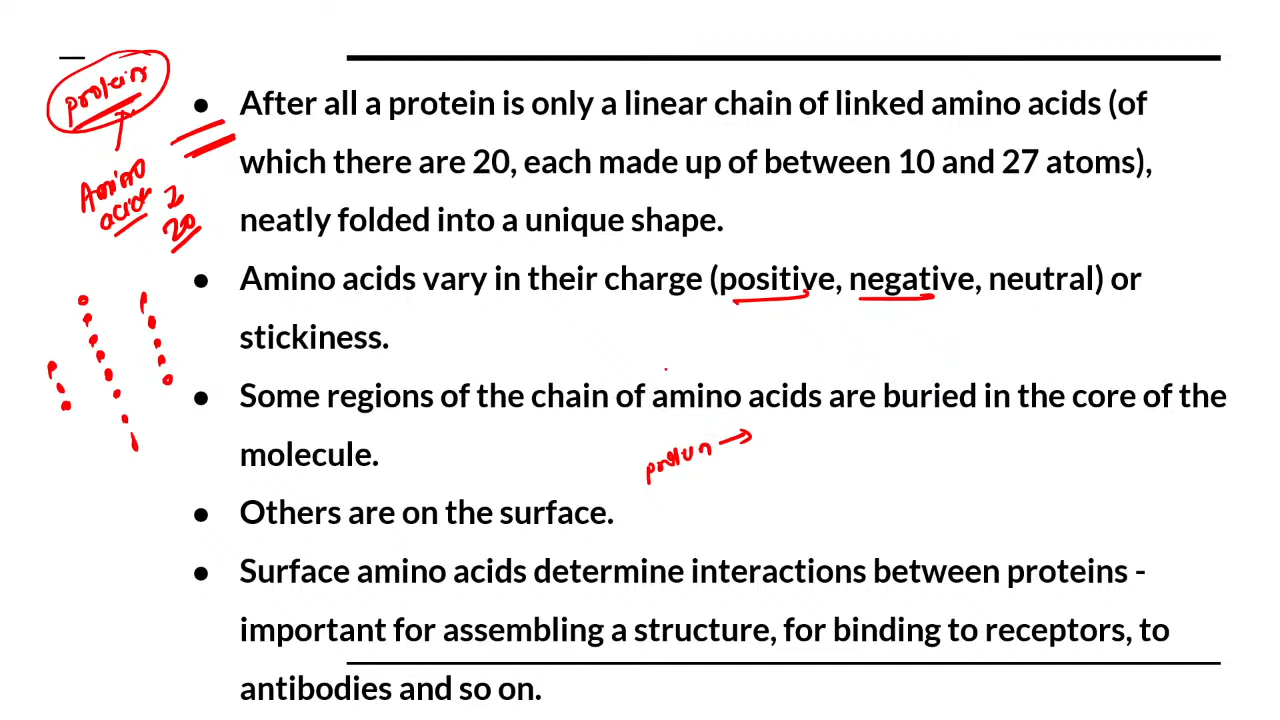 proteins
Amino
acid
20
● After all a protein is only a linear chain of linked amino acids (of
which there are 20, each made up of between 10 and 27 atoms),
neatly folded into a unique shape.
● Amino acids vary in their charge (positive, negative, neutral) or
stickiness.
● Some regions of the chain of amino acids are buried in the core of the
molecule.
● Others are on the surface.
● Surface amino acids determine interactions between proteins -
important for assembling a structure, for binding to receptors, to
antibodies and so on.